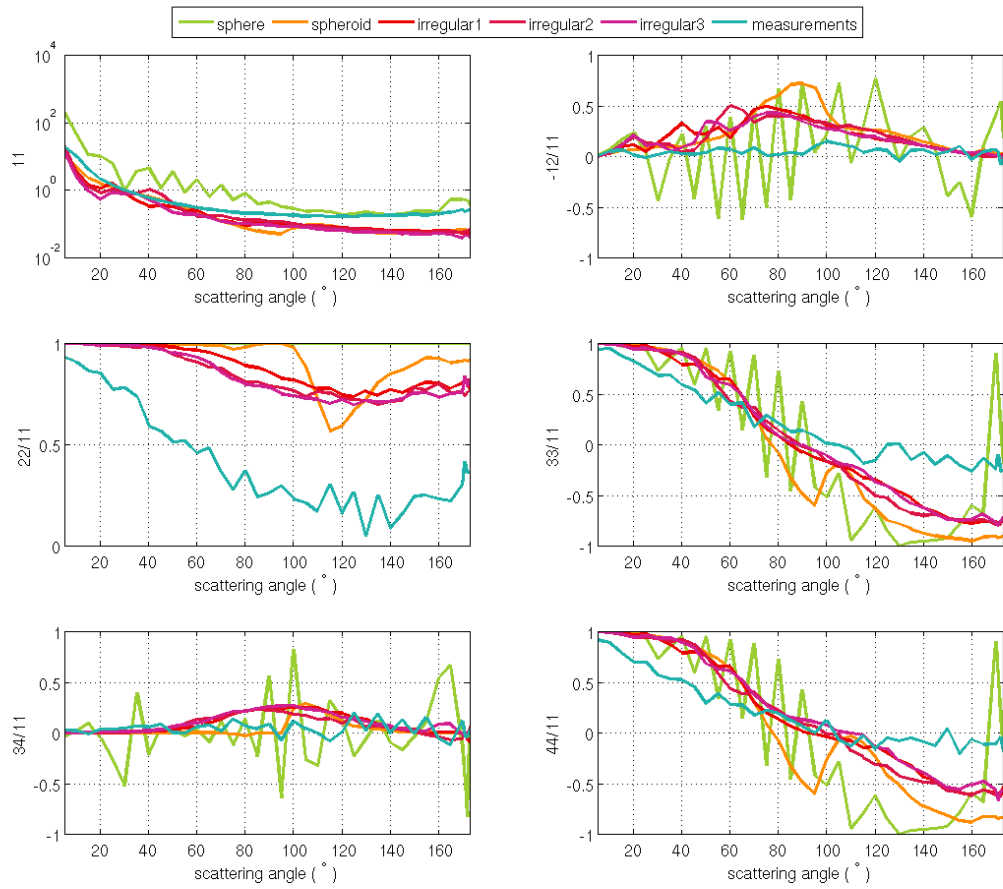 sphere spheroid irregular1 irregular2 irregular3 measurements
10^4
10^2
10^0
10^-2
11
20 40 60 80 100 120 140 160
scattering angle ( ° )
1
0.5
0
-0.5
-1
-12/11
20 40 60 80 100 120 140 160
scattering angle ( ° )
1
0.5
0
22/11
20 40 60 80 100 120 140 160
scattering angle ( ° )
1
0.5
0
-0.5
-1
33/11
20 40 60 80 100 120 140 160
scattering angle ( ° )
1
0.5
0
-0.5
-1
34/11
20 40 60 80 100 120 140 160
scattering angle ( ° )
1
0.5
0
-0.5
-1
44/11
20 40 60 80 100 120 140 160
scattering angle ( ° )